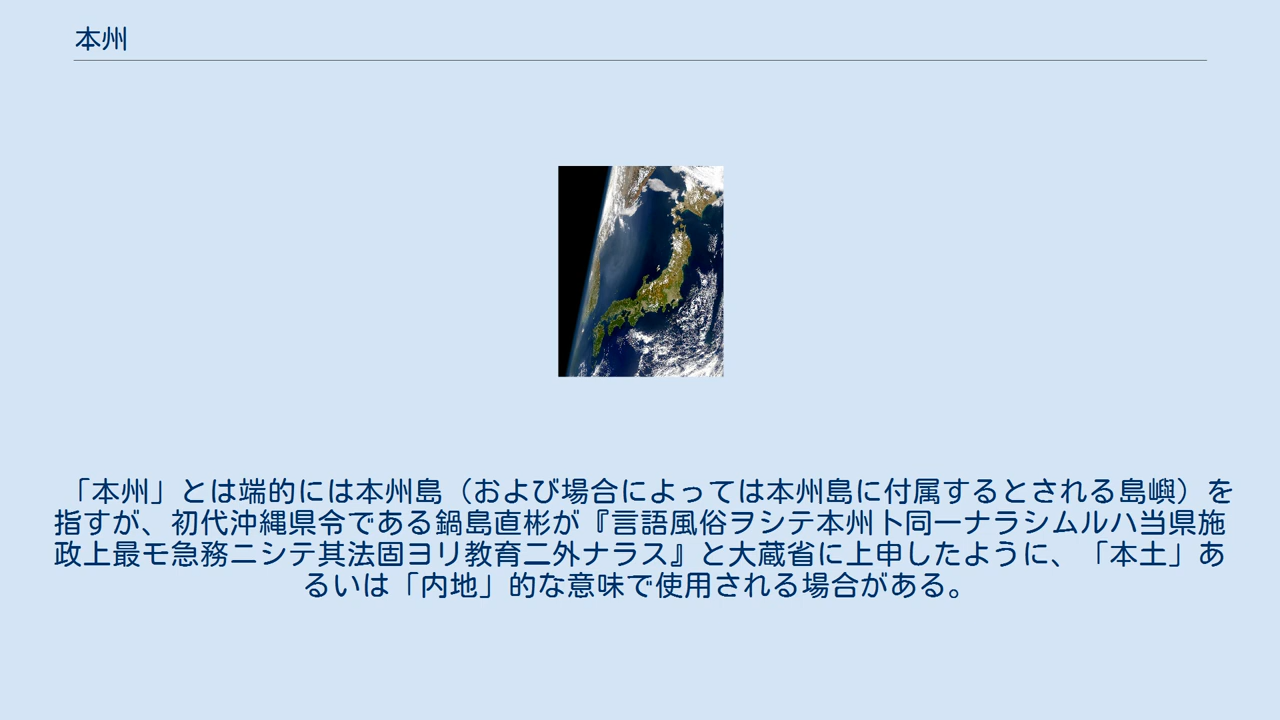 本州
「本州」とは端的には本州島（および場合によっては本州島に付属するとされる島嶼）を
指すが、初代沖縄県令である鍋島直彬が『言語風俗ヲシテ本州ト同一ナラシムルハ当県施
政上最モ急務ニシテ其法固ヨリ教育ニ外ナラス』と大蔵省に上申したように、「本土」あ
るいは「内地」的な意味で使用される場合がある。